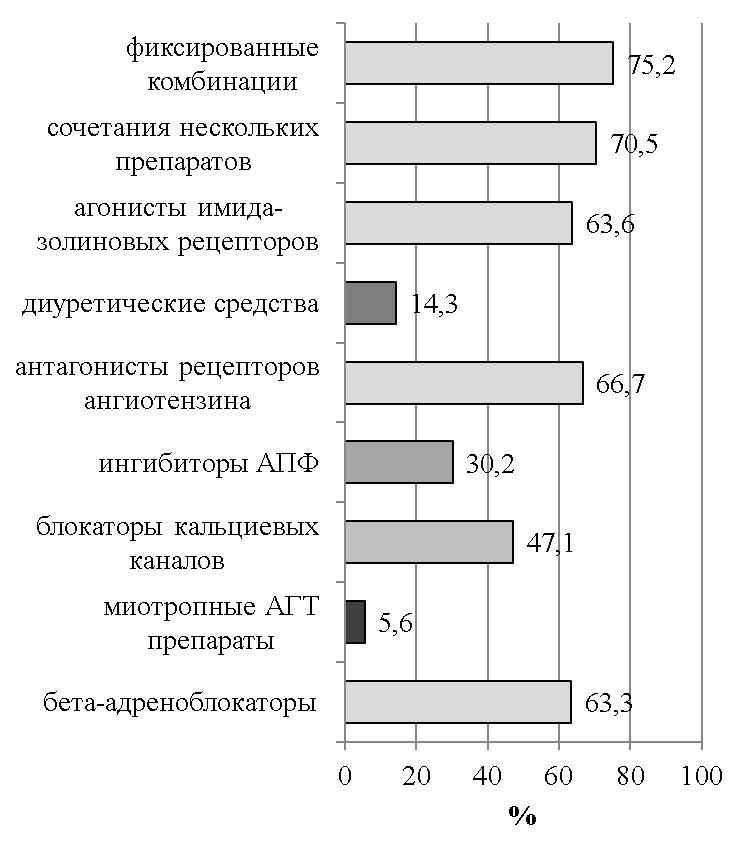 фиксированные
комбинации
75,2
сочетания нескольких
препаратов
70,5
агонисты имида-
золиновых рецепторов
63,6
диуретические средства
14,3
антагонисты рецепторов
ангиотензина
66,7
ингибиторы АПФ
30,2
блокаторы кальциевых
каналов
47,1
миотропные АГТ
препараты
5,6
бета-адреноблокаторы
63,3
0 20 40 60 80 100
%